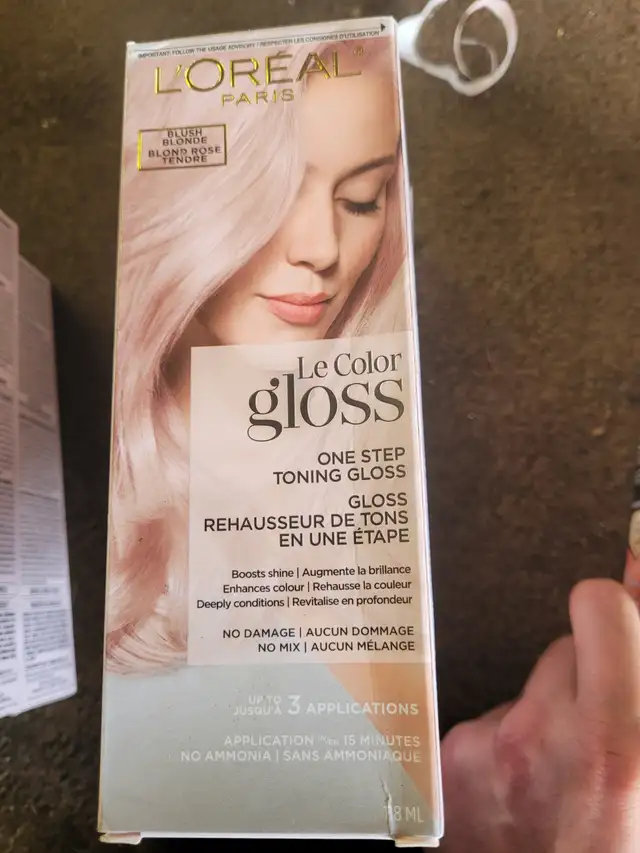 IMPORTANT: FOLLOW THE USAGE ADVISORY / RESPECTER LES CONSIGNES D'UTILISATION
L'ORÉAL
PARIS
BLUSH
BLONDE
BLOND ROSE
TENDRE
Le Color
gloss
ONE STEP
TONING GLOSS
GLOSS
REHAUSSEUR DE TONS
EN UNE ÉTAPE
Boosts shine | Augmente la brillance
Enhances colour | Rehausse la couleur
Deeply conditions | Revitalise en profondeur
NO DAMAGE | AUCUN DOMMAGE
NO MIX | AUCUN MÉLANGE
UP TO
JUSQU'À 3 APPLICATIONS
APPLICATION IN/EN 15 MINUTES
NO AMMONIA | SANS AMMONIAQUE
118 ML